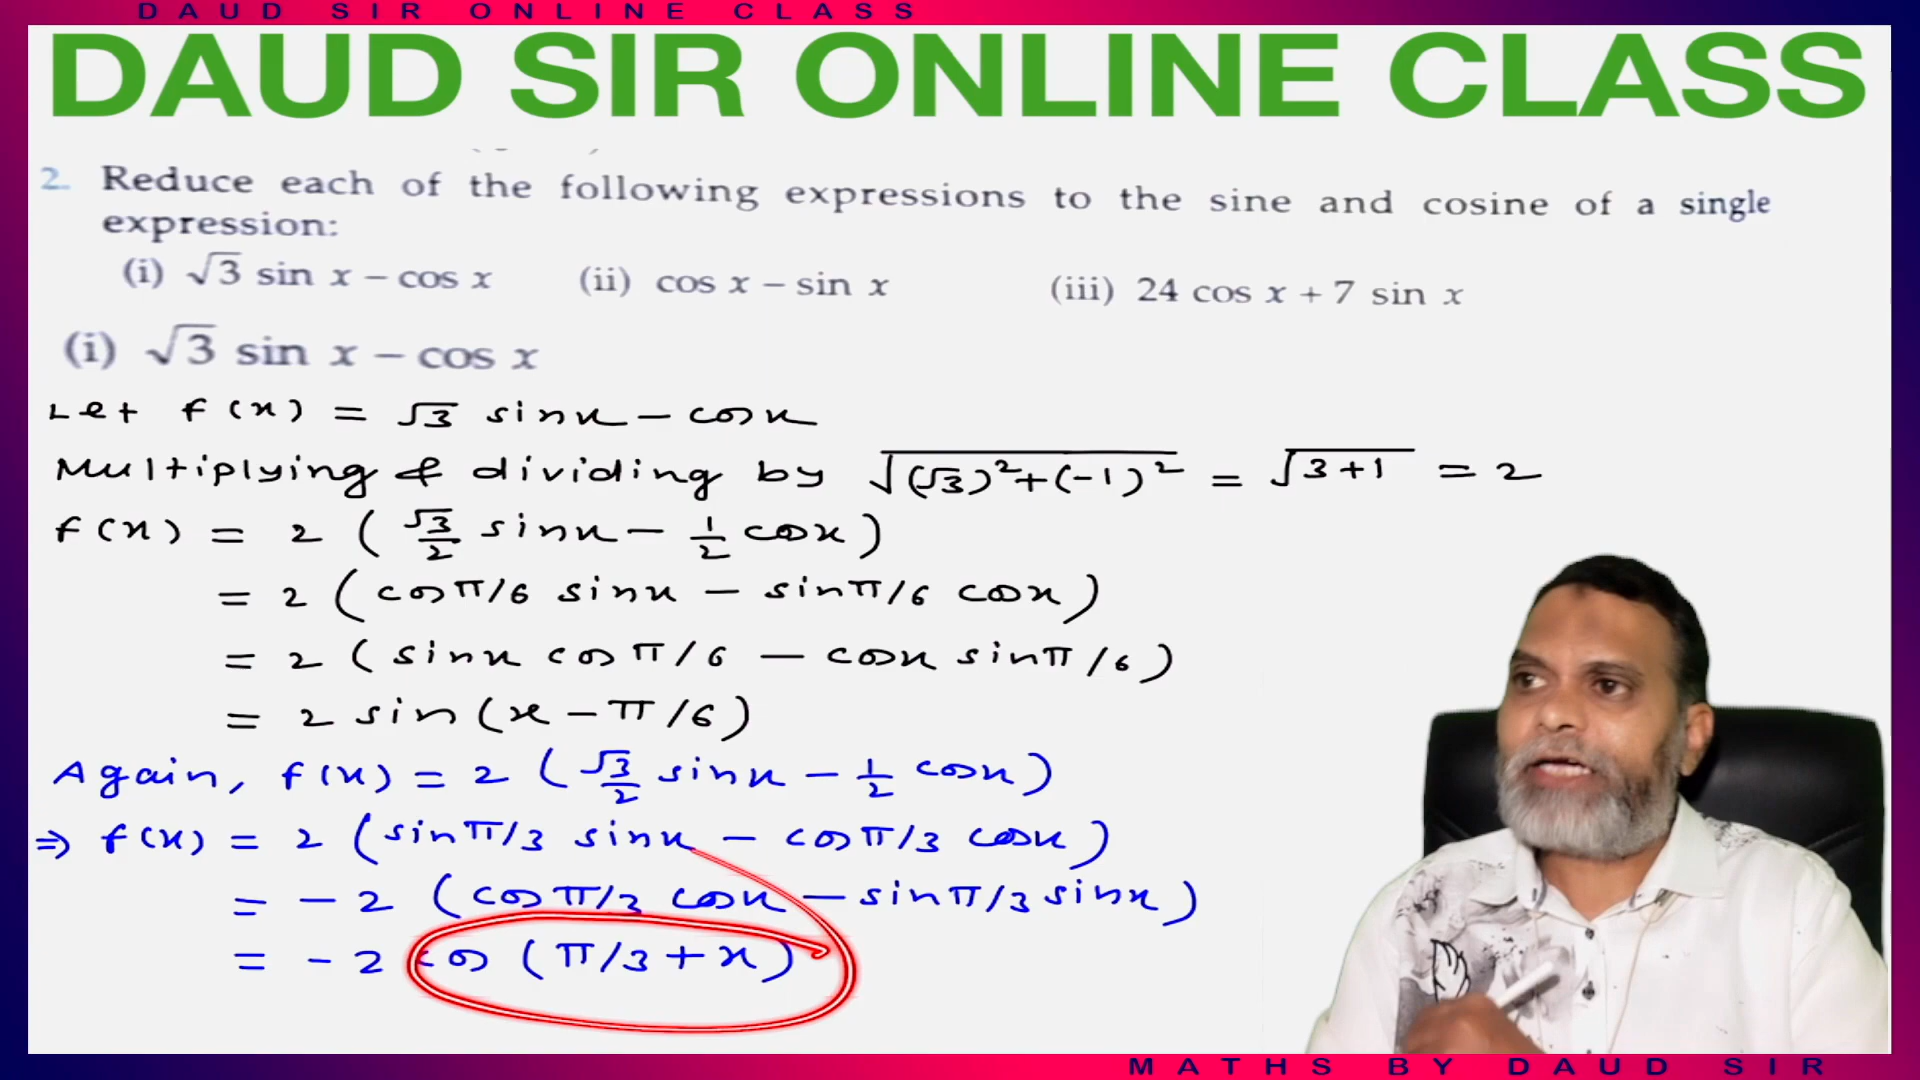 DAUD SIR ONLINE CLASS
DAUD SIR ONLINE CLASS
2. Reduce each of the following expressions to the sine and cosine of a single
expression:
(i) √3 sin x – cos x (ii) cos x – sin x (iii) 24 cos x + 7 sin x
(i) √3 sin x – cos x
Let f(x) = √3 sinx – cosx
Multiplying & dividing by √((√3)²+(-1)²) = √(3+1) = 2
f(x) = 2 (√3/2 sinx – 1/2 cosx)
= 2 (cosπ/6 sinx – sinπ/6 cosx)
= 2 (sinx cosπ/6 – cosx sinπ/6)
= 2 sin(x – π/6)
Again, f(x) = 2 (√3/2 sinx – 1/2 cosx)
⇒ f(x) = 2 (sinπ/3 sinx – cosπ/3 cosx)
= – 2 (cosπ/3 cosx – sinπ/3 sinx)
= – 2 cos (π/3 + x)
MATHS BY DAUD SIR